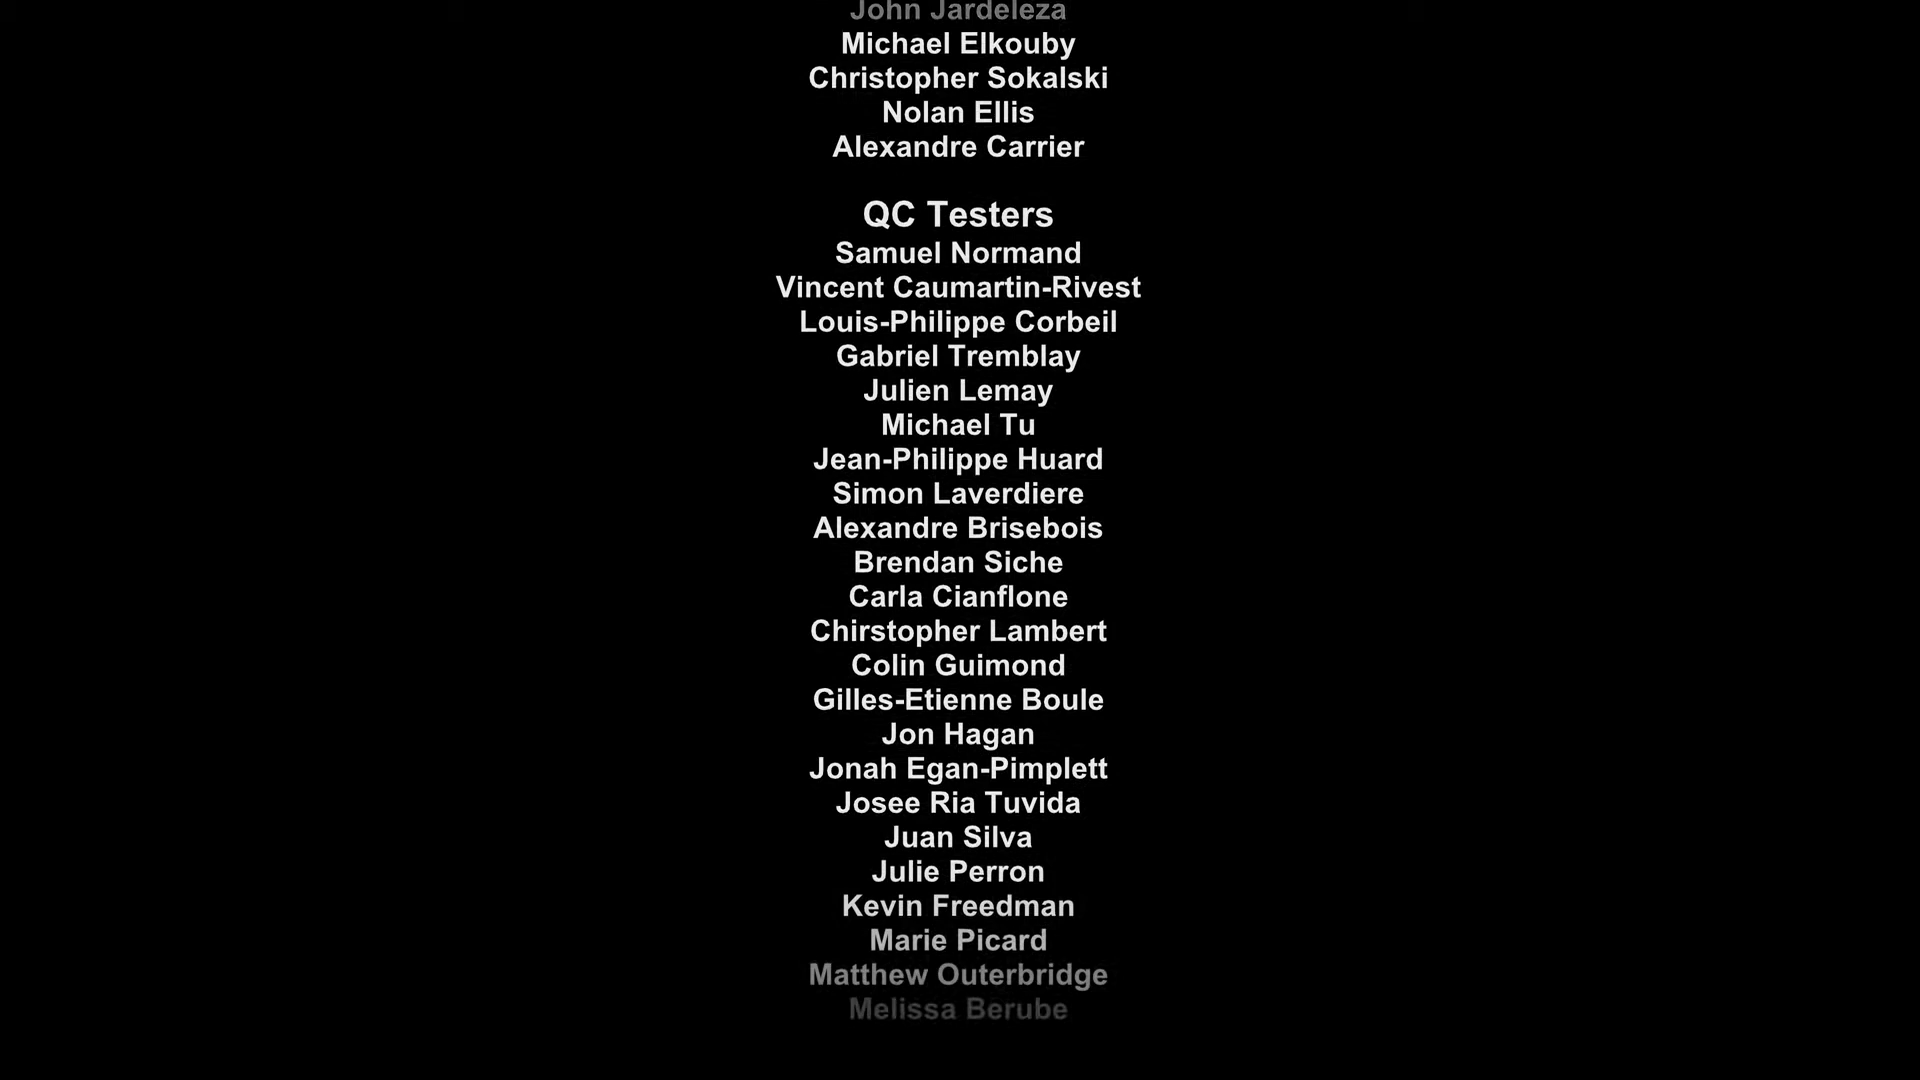 John Jardeleza
Michael Elkouby
Christopher Sokalski
Nolan Ellis
Alexandre Carrier
QC Testers
Samuel Normand
Vincent Caumartin-Rivest
Louis-Philippe Corbeil
Gabriel Tremblay
Julien Lemay
Michael Tu
Jean-Philippe Huard
Simon Laverdiere
Alexandre Brisebois
Brendan Siche
Carla Cianflone
Chirstopher Lambert
Colin Guimond
Gilles-Etienne Boule
Jon Hagan
Jonah Egan-Pimplett
Josee Ria Tuvida
Juan Silva
Julie Perron
Kevin Freedman
Marie Picard
Matthew Outerbridge
Melissa Berube